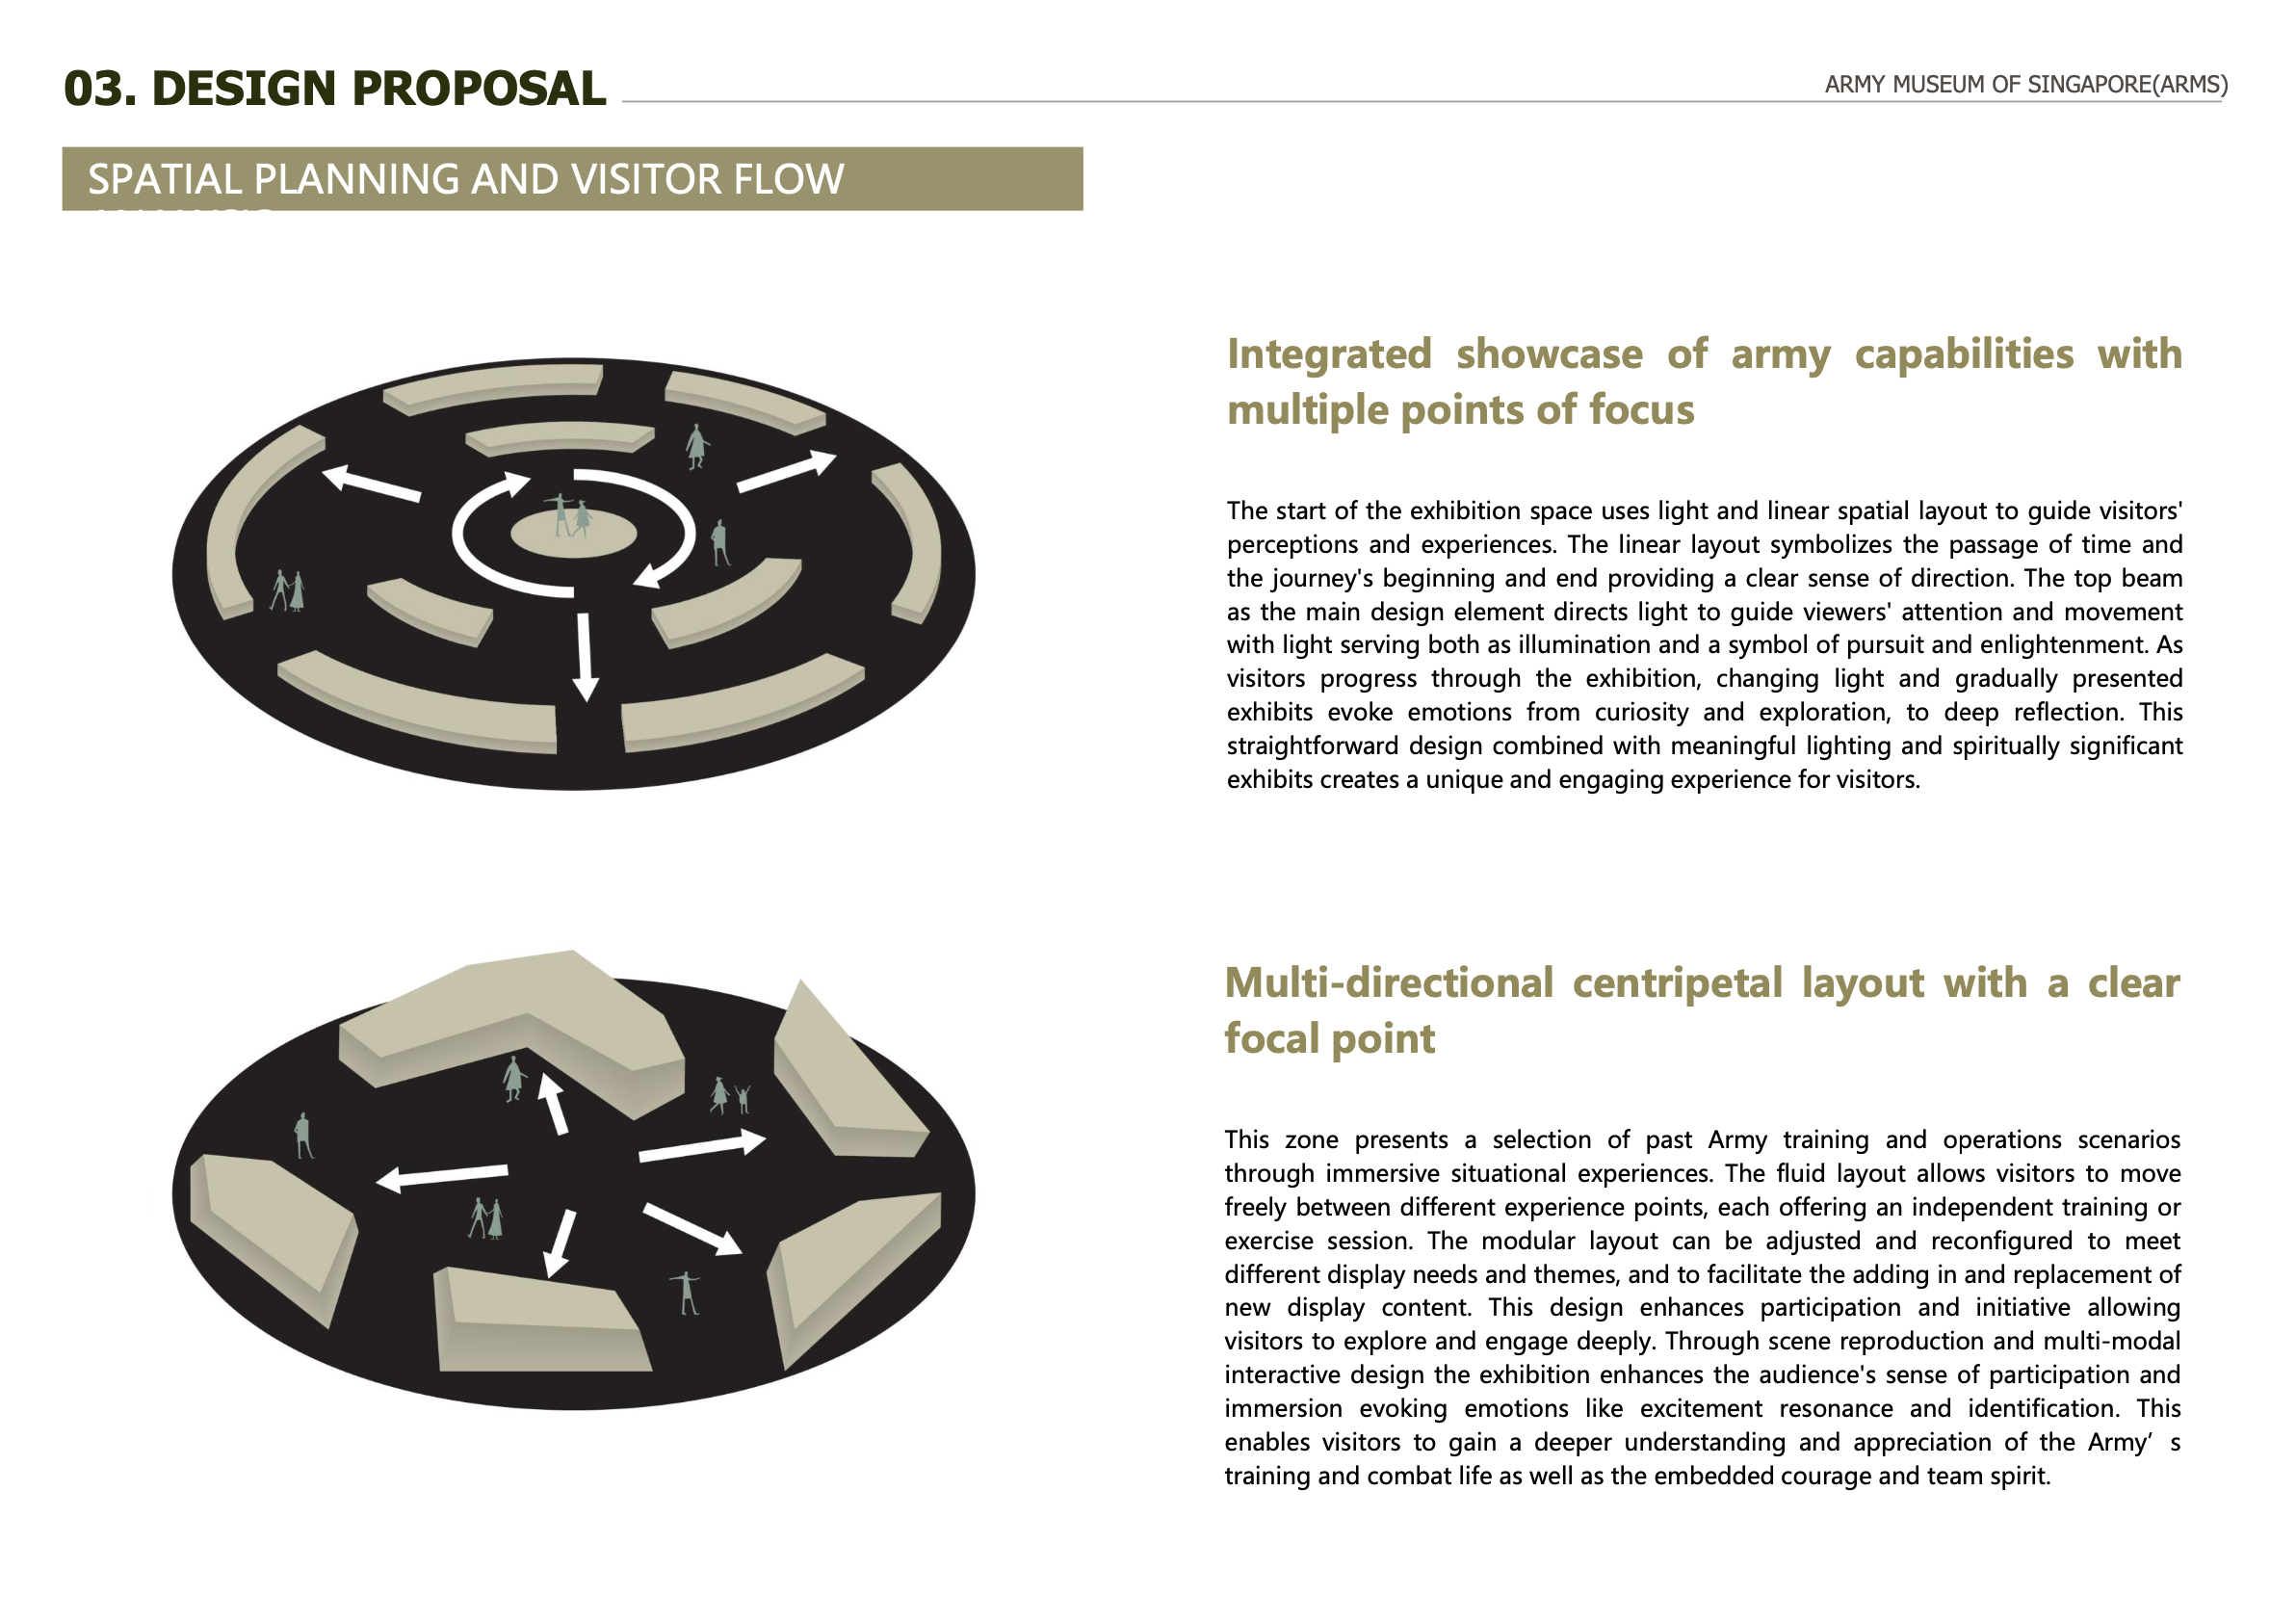 03. DESIGN PROPOSAL
ARMY MUSEUM OF SINGAPORE(ARMS)
SPATIAL PLANNING AND VISITOR FLOW
Integrated showcase of army capabilities with
multiple points of focus
The start of the exhibition space uses light and linear spatial layout to guide visitors'
perceptions and experiences. The linear layout symbolizes the passage of time and
the journey's beginning and end providing a clear sense of direction. The top beam
as the main design element directs light to guide viewers' attention and movement
with light serving both as illumination and a symbol of pursuit and enlightenment. As
visitors progress through the exhibition, changing light and gradually presented
exhibits evoke emotions from curiosity and exploration, to deep reflection. This
straightforward design combined with meaningful lighting and spiritually significant
exhibits creates a unique and engaging experience for visitors.
Multi-directional centripetal layout with a clear
focal point
This zone presents a selection of past Army training and operations scenarios
through immersive situational experiences. The fluid layout allows visitors to move
freely between different experience points, each offering an independent training or
exercise session. The modular layout can be adjusted and reconfigured to meet
different display needs and themes, and to facilitate the adding in and replacement of
new display content. This design enhances participation and initiative allowing
visitors to explore and engage deeply. Through scene reproduction and multi-modal
interactive design the exhibition enhances the audience's sense of participation and
immersion evoking emotions like excitement resonance and identification. This
enables visitors to gain a deeper understanding and appreciation of the Army’ s
training and combat life as well as the embedded courage and team spirit.